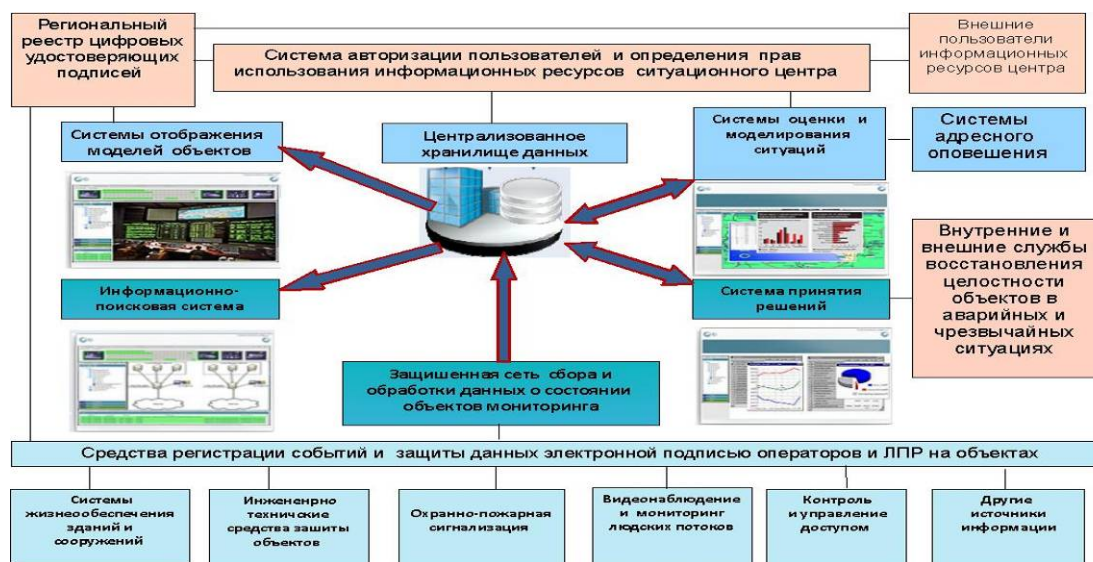 Региональный
реестр цифровых
удостоверяющих
подписей
Система авторизации пользователей и определения прав
использования информационных ресурсов ситуационного центра
Внешние
пользователи
информационных
ресурсов центра
Системы отображения
моделей объектов
Централизованное
хранилище данных
Системы оценки и
моделирования
ситуаций
Системы
адресного
оповешения
Информационно-
поисковая система
Система принятия
решений
Внутренние и
внешние службы
восстановления
целостности
объектов в
аварийных и
чрезвычайных
ситуациях
Защишенная сеть сбора и
обработки данных о состоянии
объектов мониторинга
Средства регистрации событий и защиты данных электронной подписью операторов и ЛПР на объектах
Системы
жизнеобеспечения
зданий и
сооружений
Инжененрно
техничские
средства зашиты
объектов
Охранно-пожарная
сигнализация
Видеонаблюдение
и мониторинг
людских потоков
Контроль
и управление
доступом
Другие
источники
информации